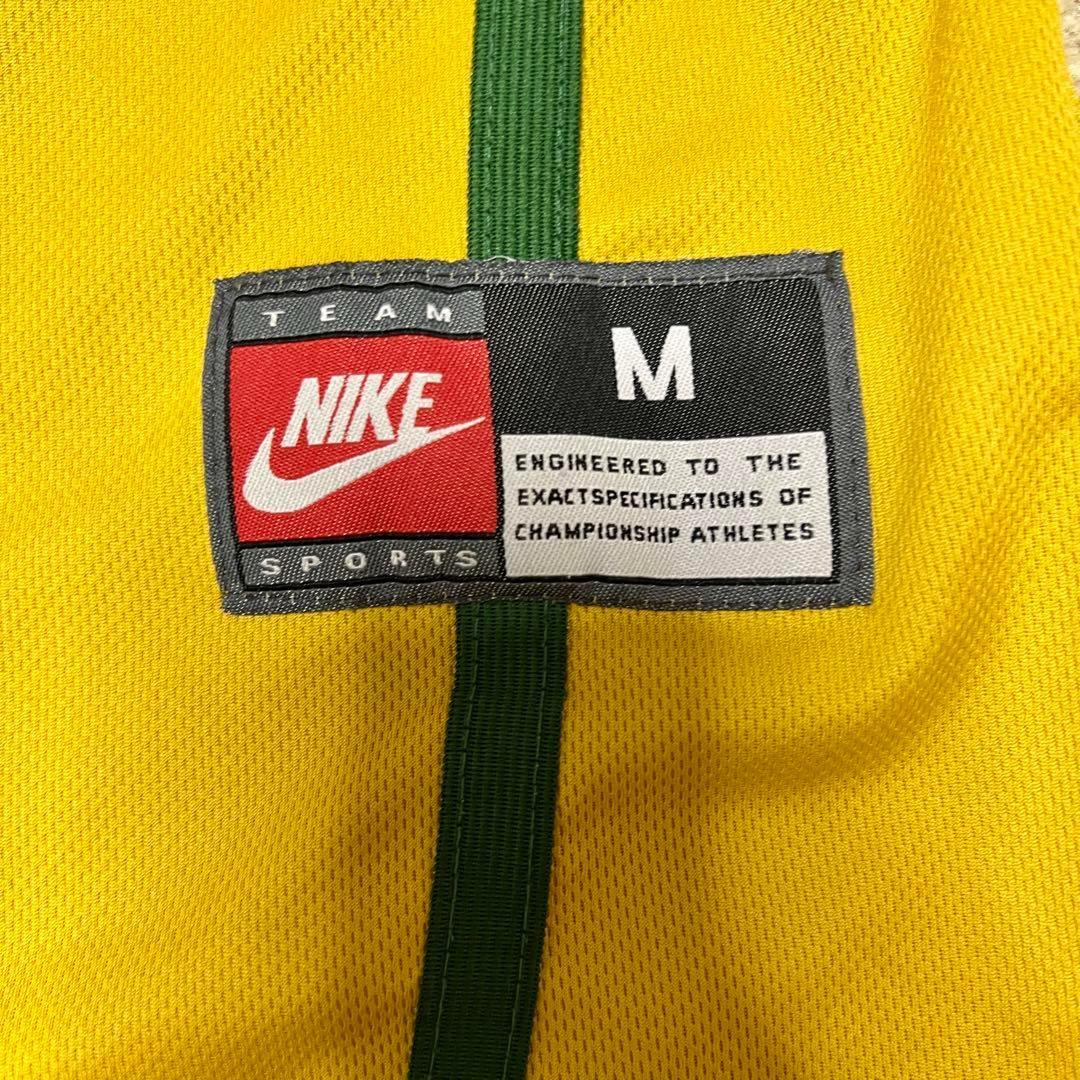 TEAM
NIKE
SPORTS
M
ENGINEERED TO THE
EXACTSPECIFICATIONS OF
CHAMPIONSHIP ATHLETES